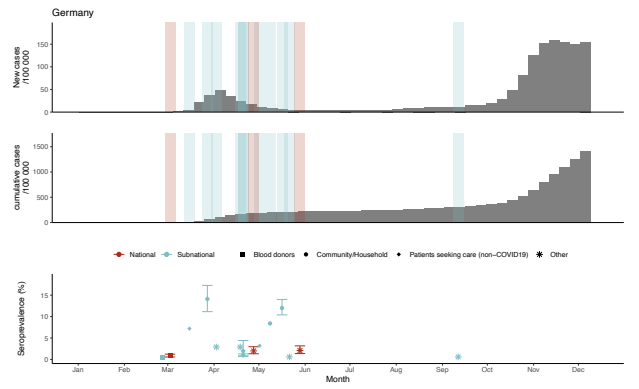 Germany
New cases
/100 000
150
100
50
0
cumulative cases
/100 000
1500
1000
500
0
National Subnational Blood donors Community/Household Patients seeking care (non−COVID19) Other
Seroprevalence (%)
15
10
5
0
Jan Feb Mar Apr May Jun Jul Aug Sep Oct Nov Dec
Month